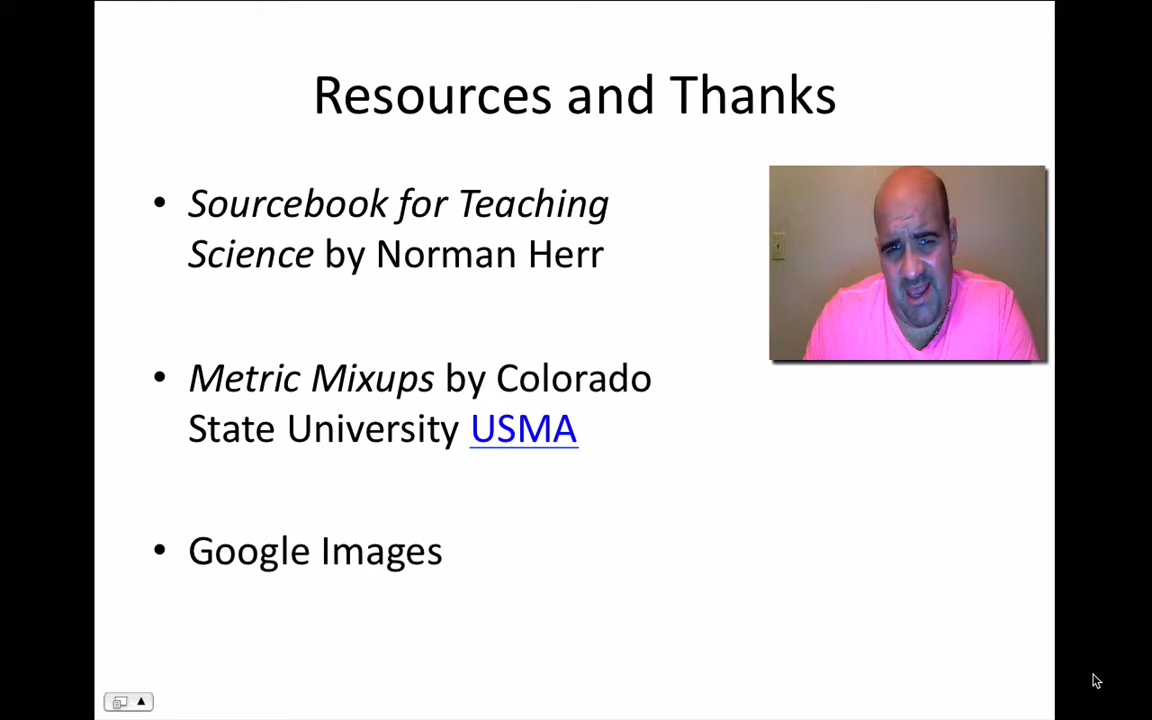 Resources and Thanks
• Sourcebook for Teaching
Science by Norman Herr
• Metric Mixups by Colorado
State University USMA
• Google Images